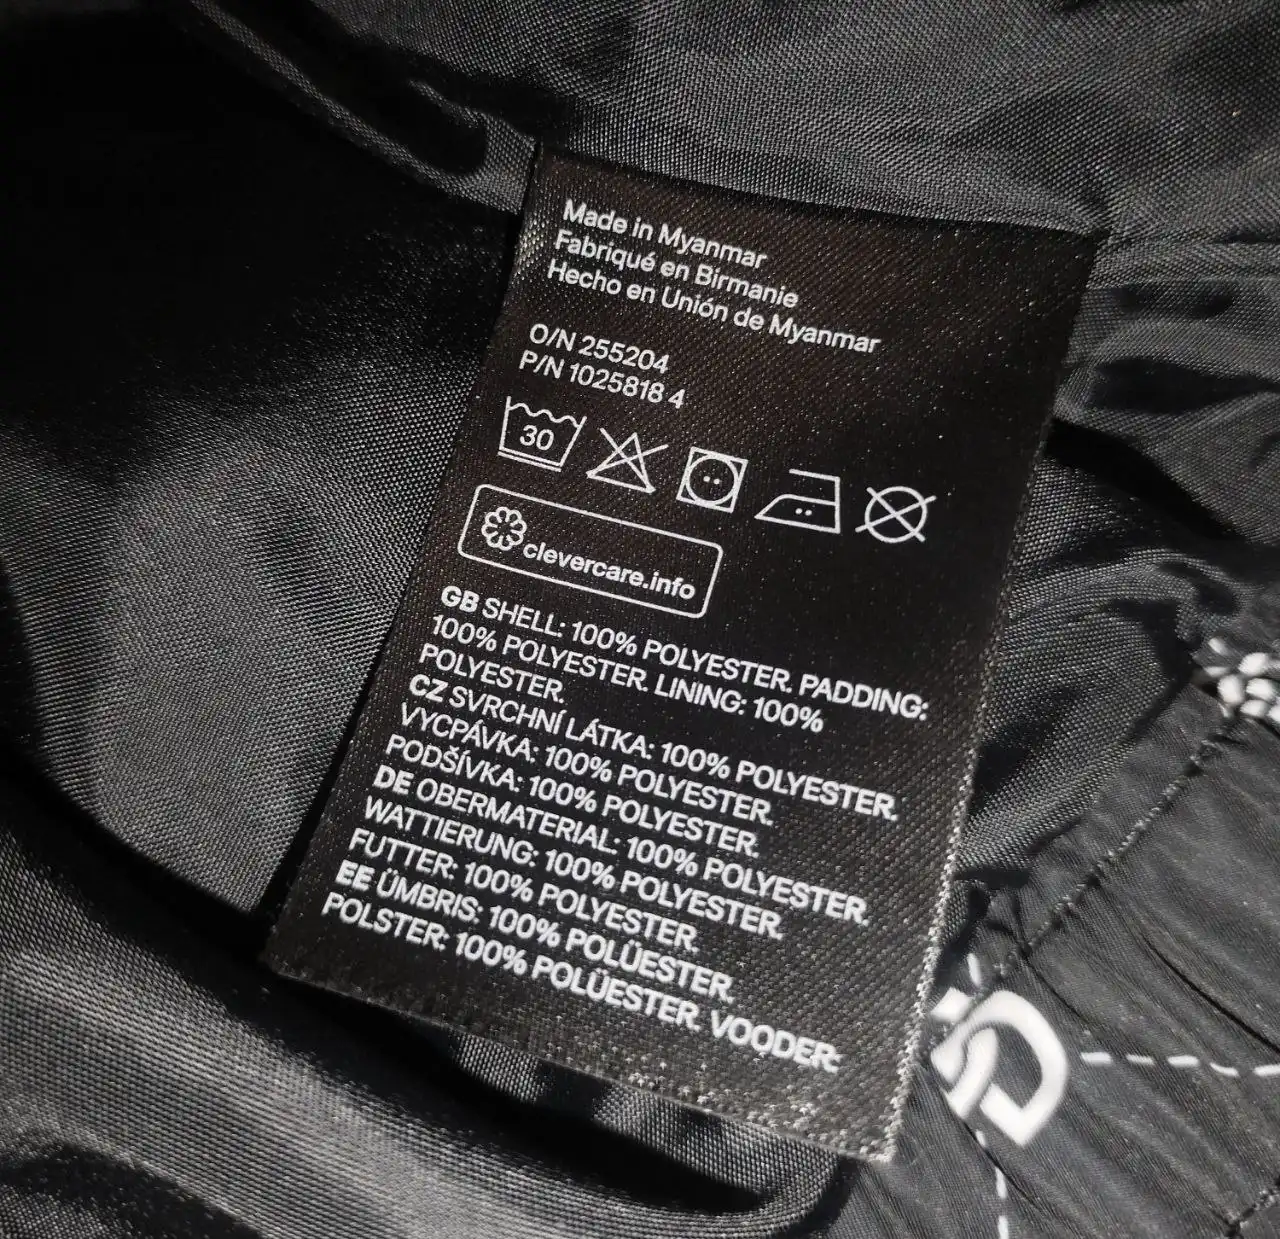 Made in Myanmar
Fabriqué en Birmanie
Hecho en Unión de Myanmar
O/N 255204
P/N 1025818 4
30
clevercare.info
GB SHELL: 100% POLYESTER. PADDING:
100% POLYESTER. LINING: 100%
POLYESTER.
CZ SVRCHNÍ LÁTKA: 100% POLYESTER.
VYCPÁVKA: 100% POLYESTER.
PODŠÍVKA: 100% POLYESTER.
DE OBERMATERIAL: 100% POLYESTER.
WATTIERUNG: 100% POLYESTER.
FUTTER: 100% POLYESTER.
EE ÜMBRIS: 100% POLÜESTER.
POLSTER: 100% POLÜESTER. VOODER: